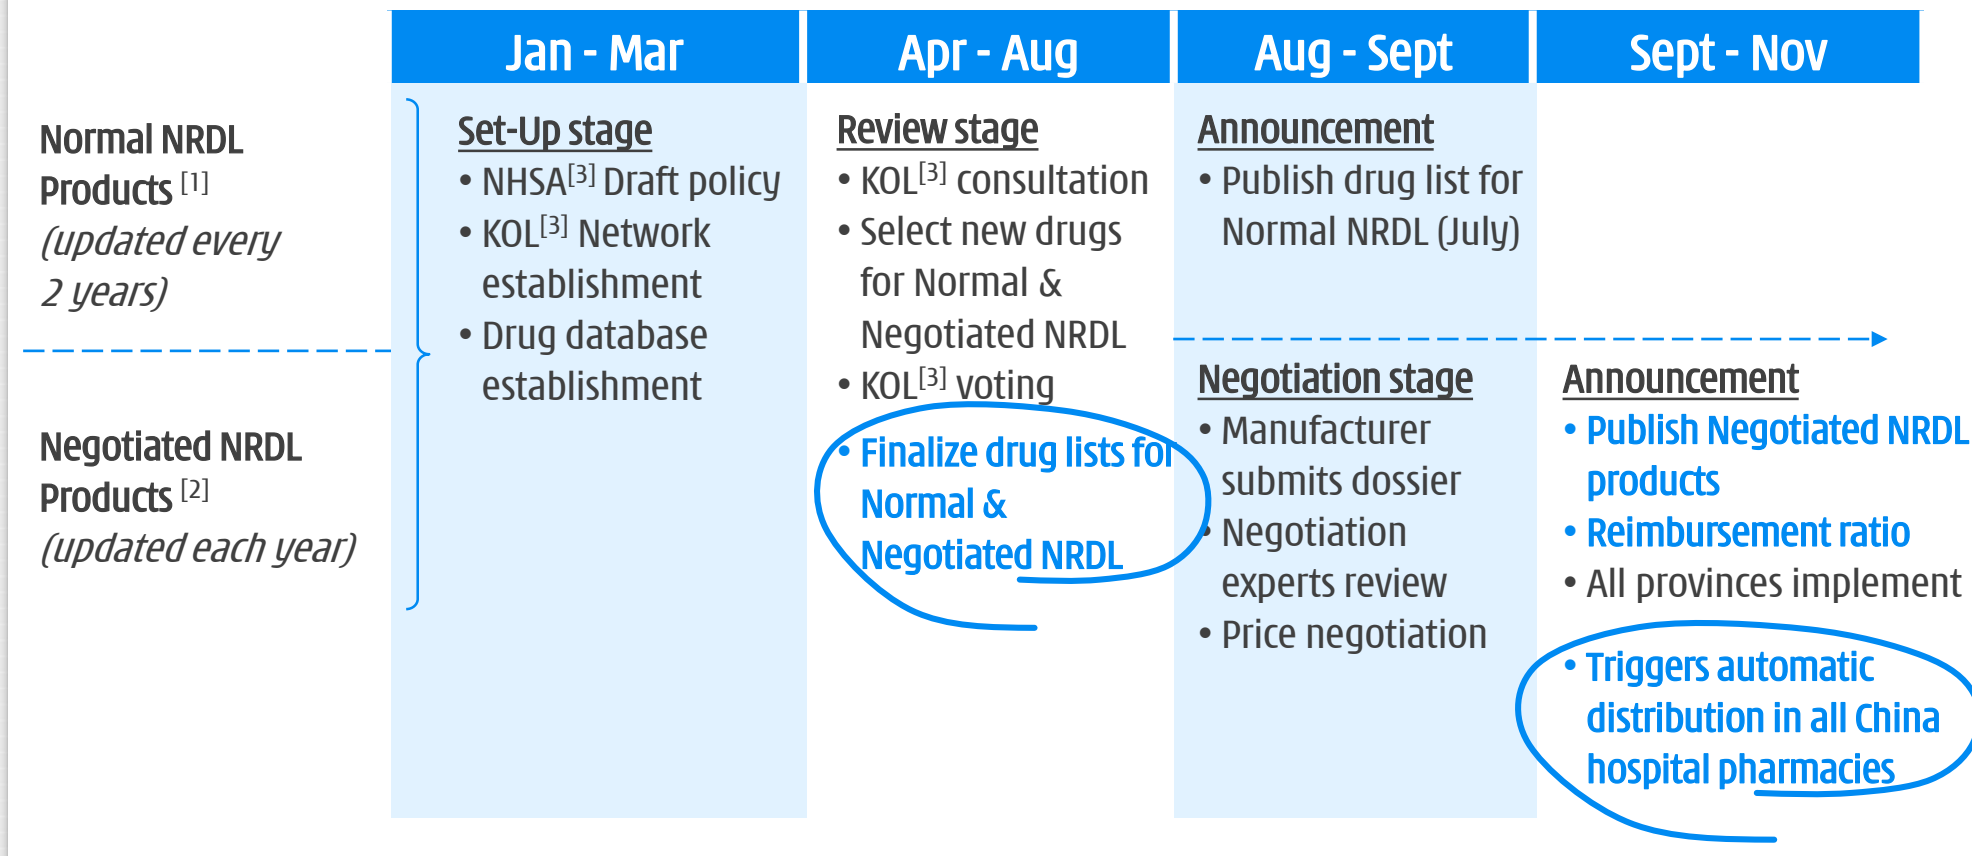 Jan - Mar
Apr - Aug
Aug - Sept
Sept - Nov
Normal NRDL
Products [1]
(updated every
2 years)
Negotiated NRDL
Products [2]
(updated each year)
Set-Up stage
• NHSA[3] Draft policy
• KOL[3] Network
establishment
• Drug database
establishment
Review stage
• KOL[3] consultation
• Select new drugs
for Normal &
Negotiated NRDL
• KOL[3] voting
• Finalize drug lists for
Normal &
Negotiated NRDL
Announcement
• Publish drug list for
Normal NRDL (July)
Negotiation stage
• Manufacturer
submits dossier
• Negotiation
experts review
• Price negotiation
Announcement
• Publish Negotiated NRDL
products
• Reimbursement ratio
• All provinces implement
• Triggers automatic
distribution in all China
hospital pharmacies